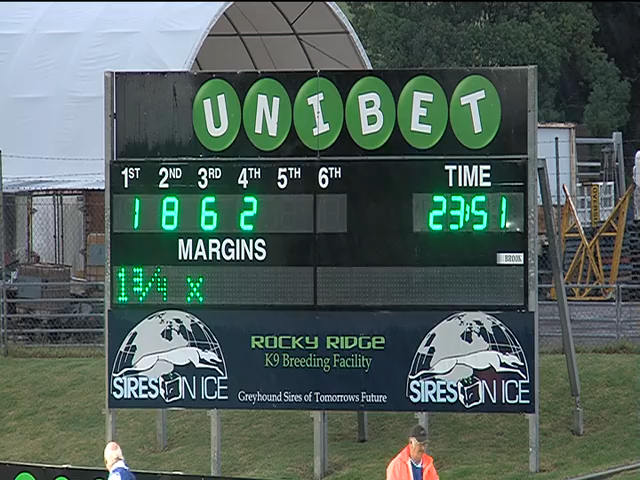 UNIBET
1ST 2ND 3RD 4TH 5TH 6TH TIME
1 8 6 2 23:51
MARGINS
BROOK
1 3/4 x
ROCKY RIDGE
K9 Breeding Facility
SIRES ON ICE
Greyhound Sires of Tomorrows Future
SIRES ON ICE